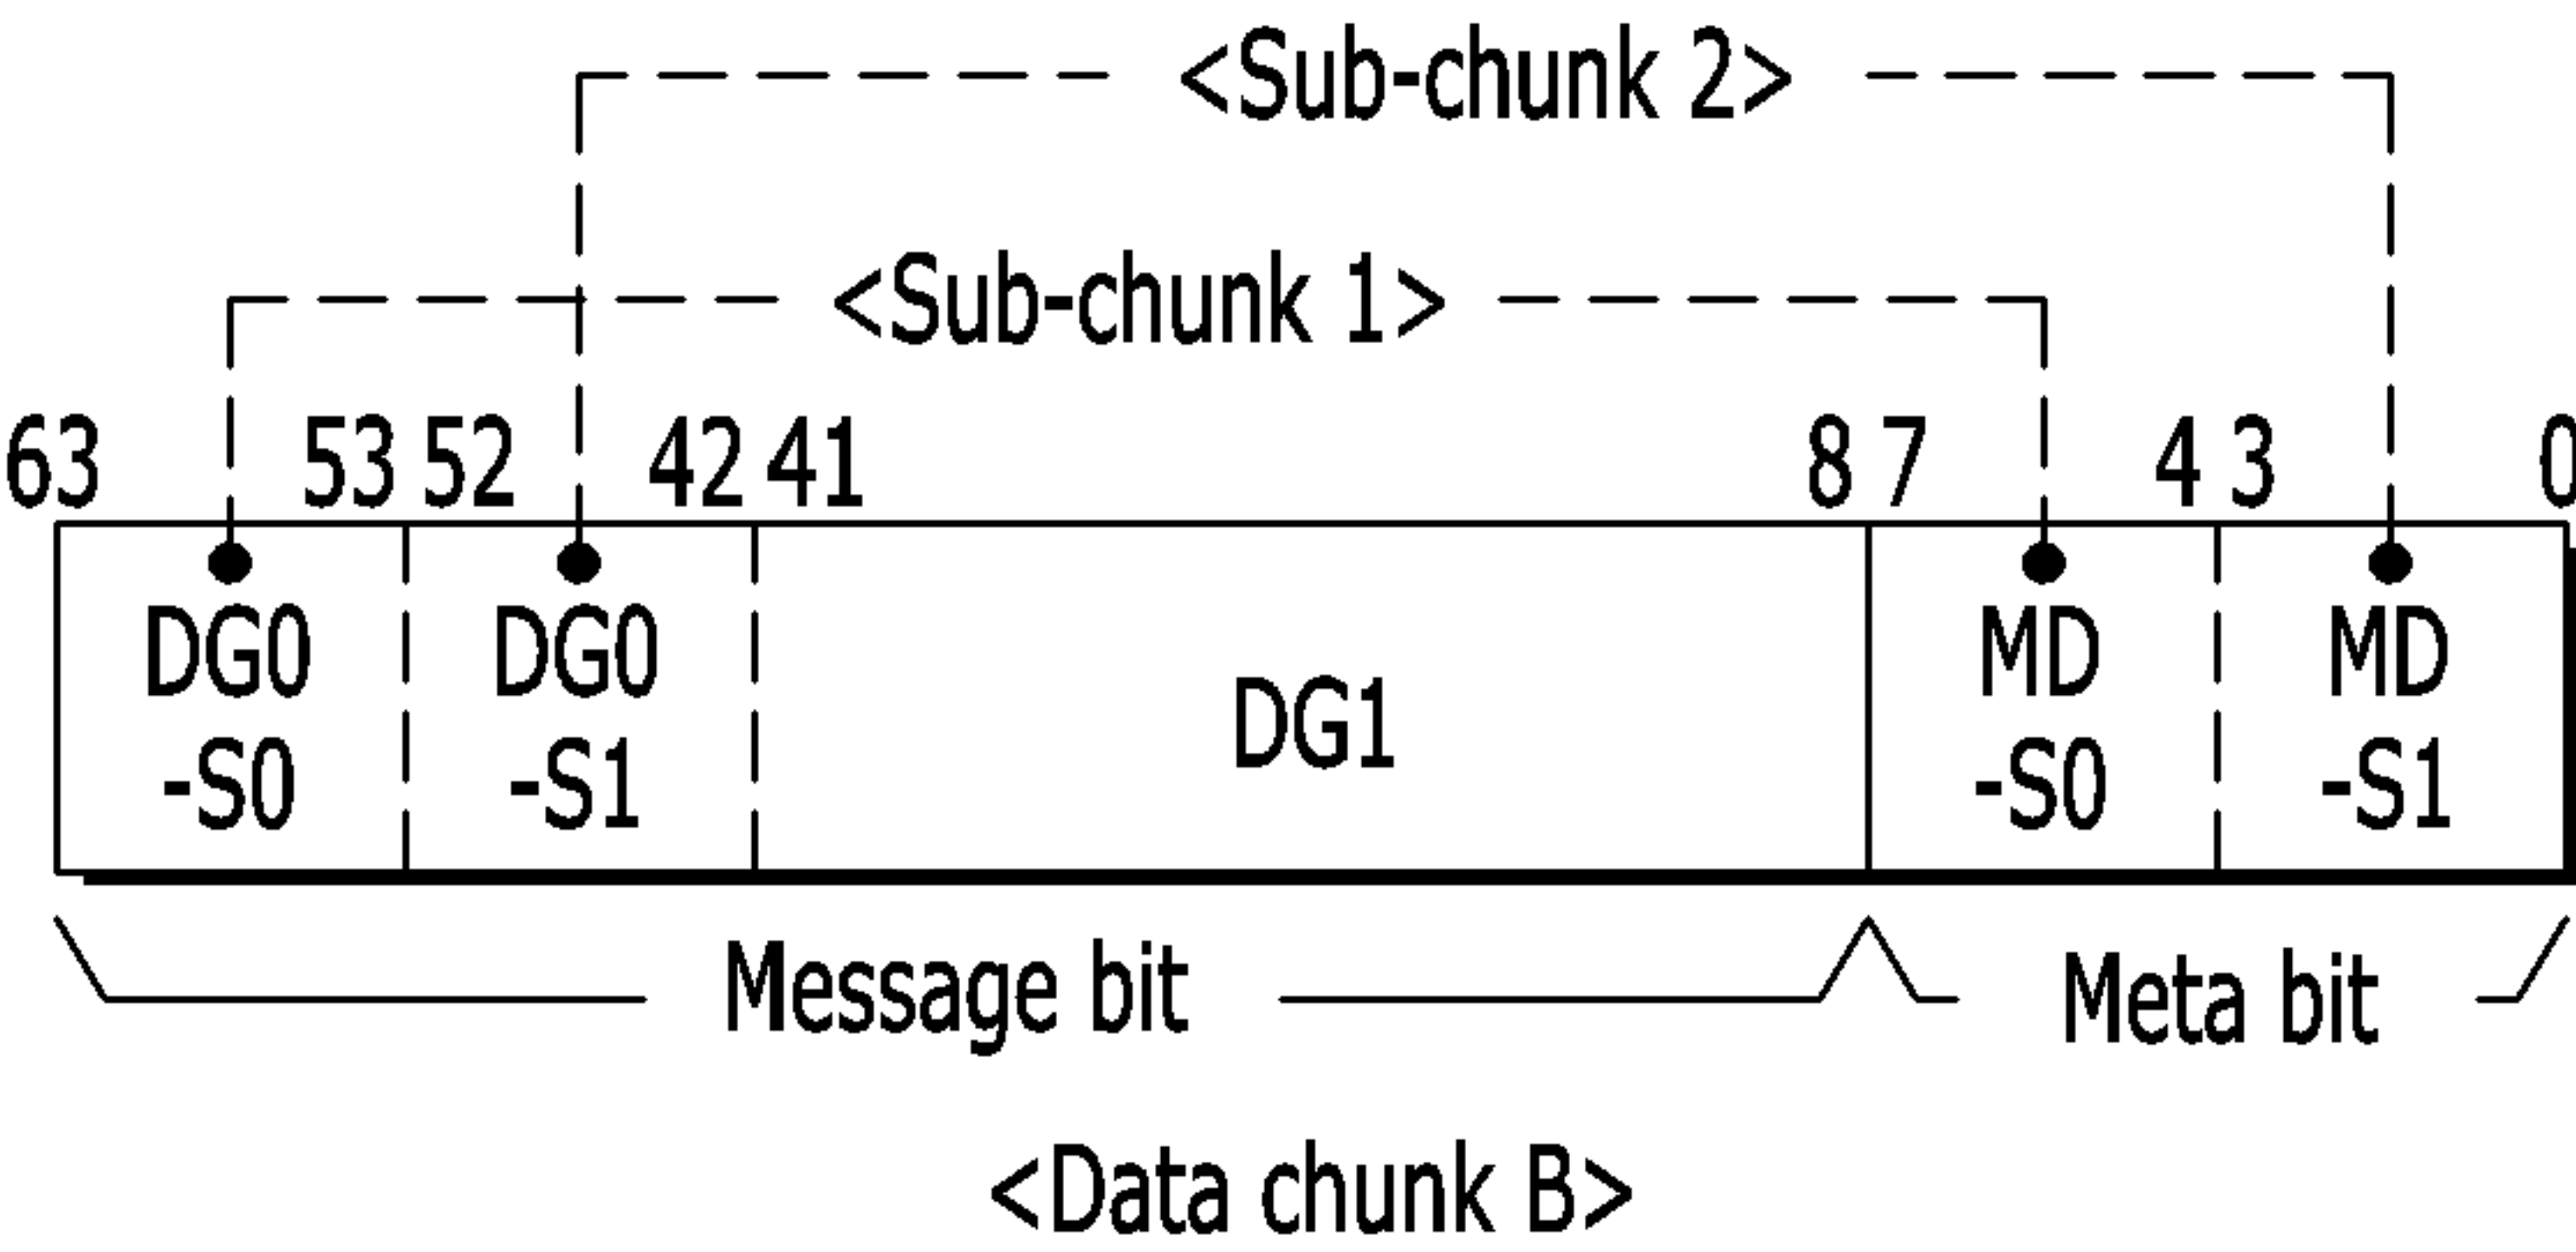 <Sub-chunk 2>
<Sub-chunk 1>
63 53 52 42 41 8 7 4 3 0
DG0 DG0 MD MD
-S0 -S1 DG1 -S0 -S1
Message bit Meta bit
<Data chunk B>